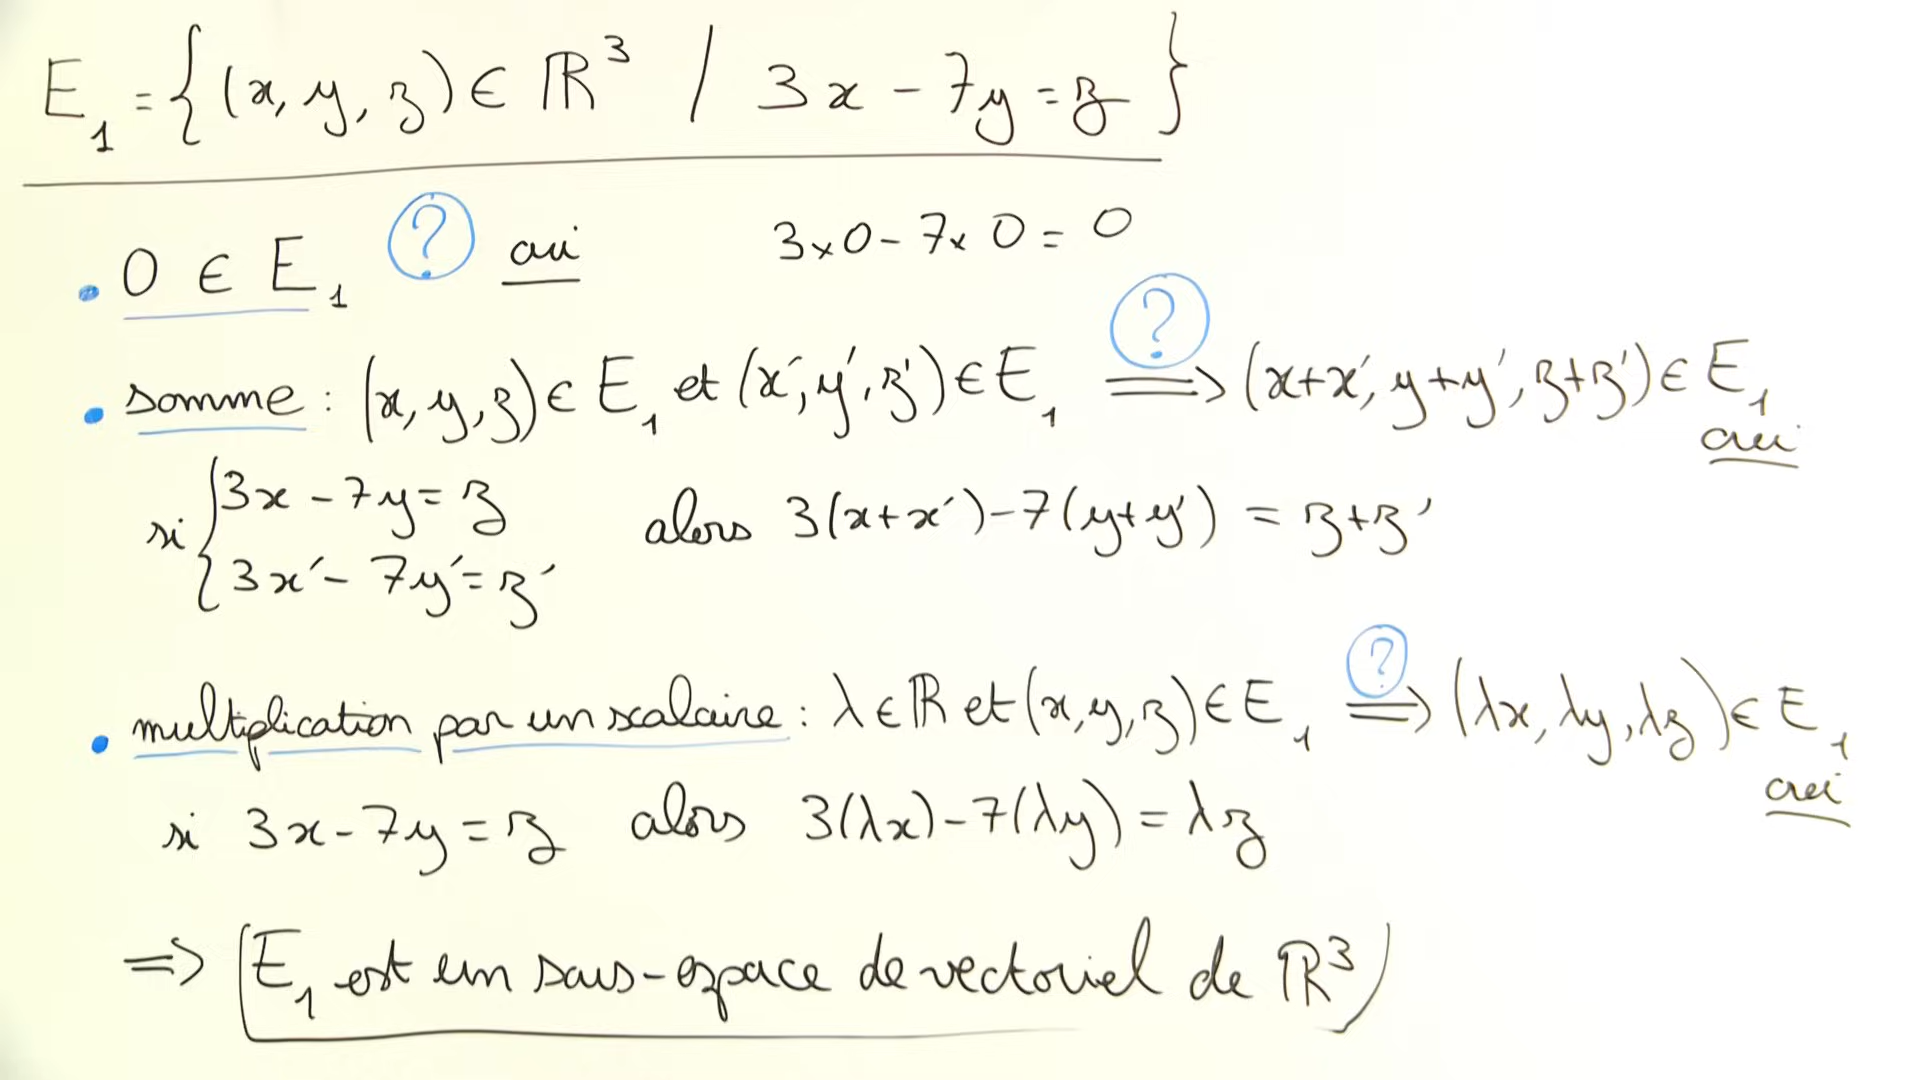 E₁ = {(x, y, z) ∈ ℝ³ / 3x - 7y = z}
• 0 ∈ E₁ ? oui 3×0 - 7×0 = 0
• somme : (x, y, z) ∈ E₁ et (x', y', z') ∈ E₁ ?⟹ (x+x', y+y', z+z') ∈ E₁
oui
si { 3x - 7y = z alors 3(x+x') - 7(y+y') = z+z'
3x' - 7y' = z'
• multiplication par un scalaire : λ ∈ ℝ et (x, y, z) ∈ E₁ ?⟹ (λx, λy, λz) ∈ E₁
oui
si 3x - 7y = z alors 3(λx) - 7(λy) = λz
⟹ E₁ est un sous-espace de vectoriel de ℝ³